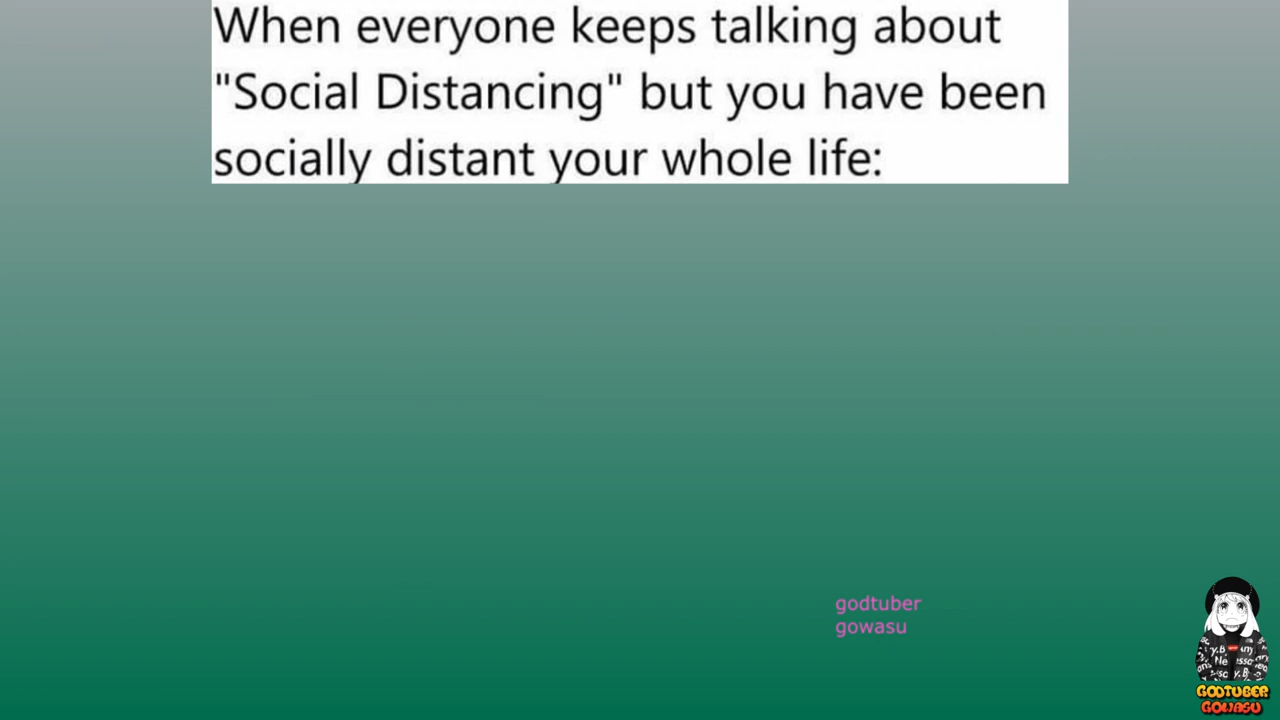 When everyone keeps talking about
"Social Distancing" but you have been
socially distant your whole life:
godtuber
gowasu
GODTUBER
GOWASU